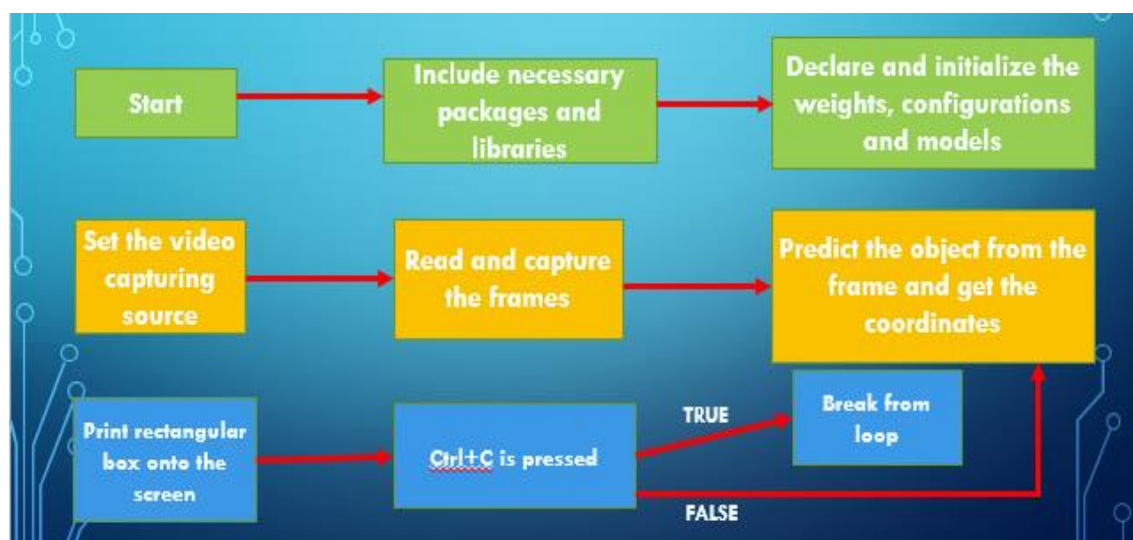 Start
Include necessary
packages and
libraries
Declare and initialize the
weights, configurations
and models
Set the video
capturing
source
Read and capture
the frames
Predict the object from the
frame and get the
coordinates
Print rectangular
box onto the
screen
Ctrl+C is pressed
TRUE
Break from
loop
FALSE